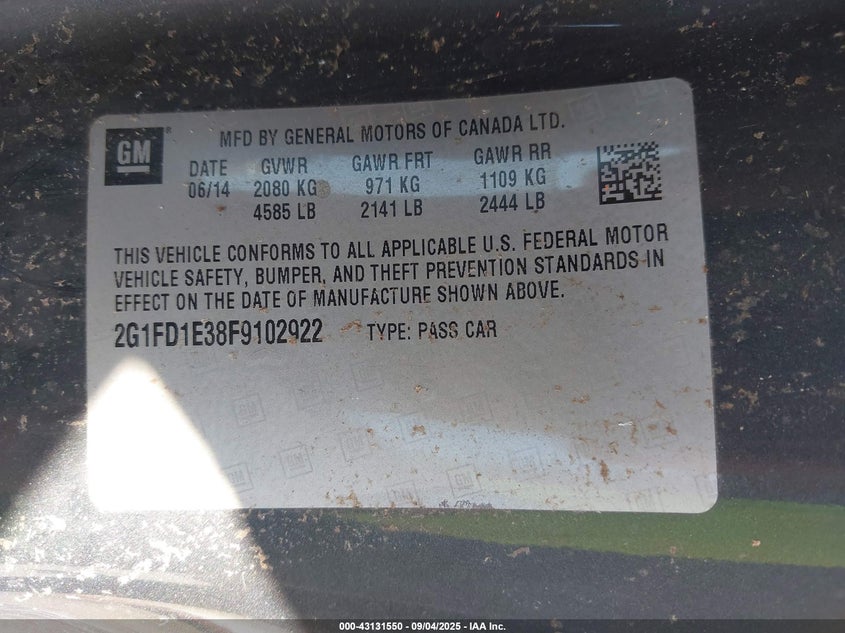 GM ®
MFD BY GENERAL MOTORS OF CANADA LTD.
DATE GVWR GAWR FRT GAWR RR
06/14 2080 KG 971 KG 1109 KG
4585 LB 2141 LB 2444 LB
THIS VEHICLE CONFORMS TO ALL APPLICABLE U.S. FEDERAL MOTOR
VEHICLE SAFETY, BUMPER, AND THEFT PREVENTION STANDARDS IN
EFFECT ON THE DATE OF MANUFACTURE SHOWN ABOVE.
2G1FD1E38F9102922 TYPE: PASS CAR
000-43131550 - 09/04/2025 - IAA Inc.